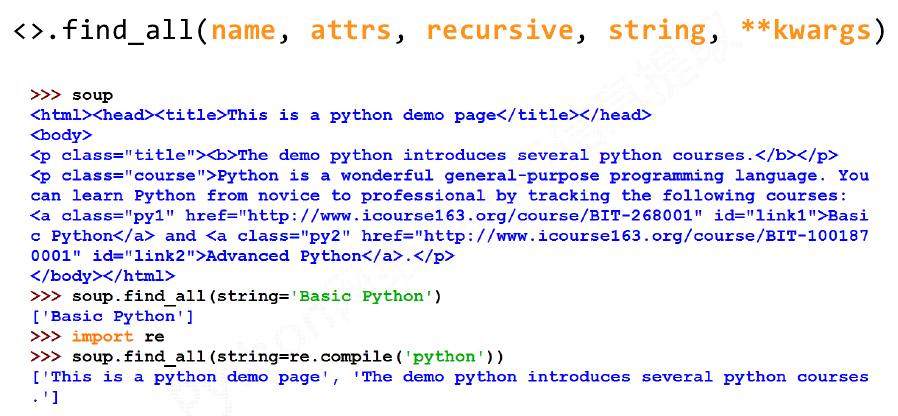 <>.find_all(name, attrs, recursive, string, **kwargs)
>>> soup
<html><head><title>This is a python demo page</title></head>
<body>
<p class="title"><b>The demo python introduces several python courses.</b></p>
<p class="course">Python is a wonderful general-purpose programming language. You
can learn Python from novice to professional by tracking the following courses:
<a class="py1" href="http://www.icourse163.org/course/BIT-268001" id="link1">Basi
c Python</a> and <a class="py2" href="http://www.icourse163.org/course/BIT-100187
0001" id="link2">Advanced Python</a>.</p>
</body></html>
>>> soup.find_all(string='Basic Python')
['Basic Python']
>>> import re
>>> soup.find_all(string=re.compile('python'))
['This is a python demo page', 'The demo python introduces several python courses
.']